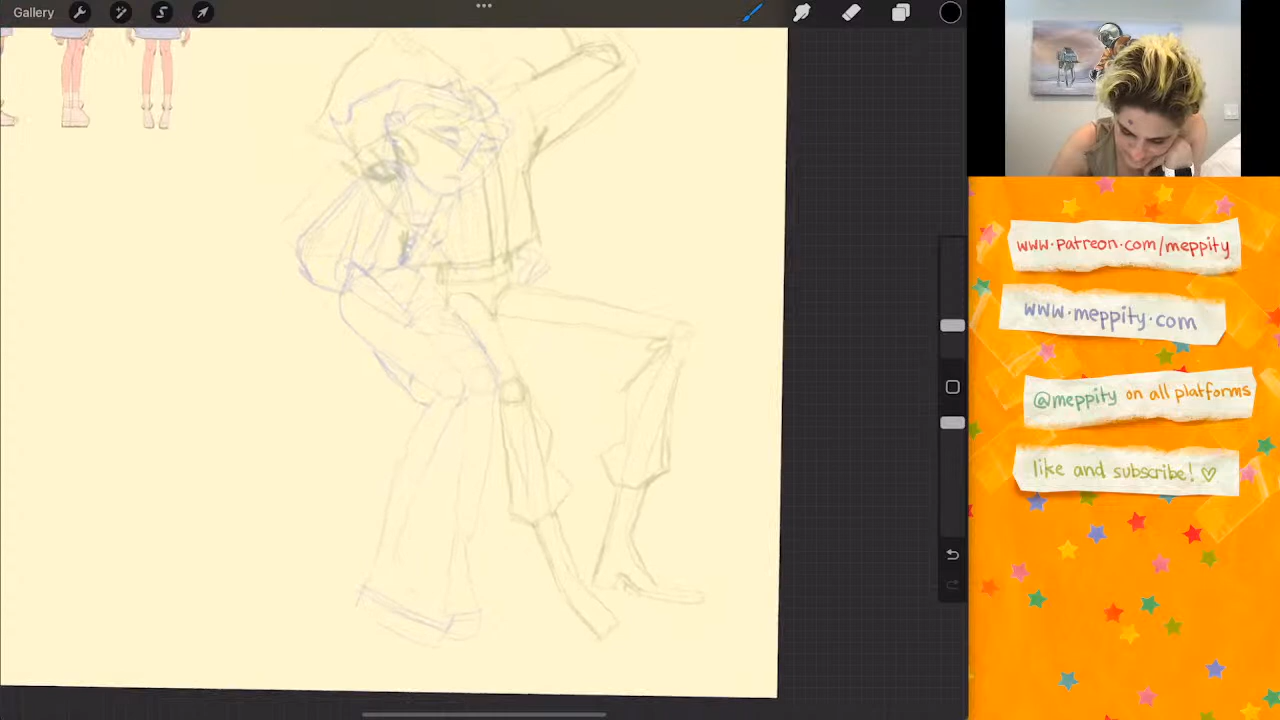 Gallery
www.patreon.com/meppity
www.meppity.com
@meppity on all platforms
like and subscribe! ♡